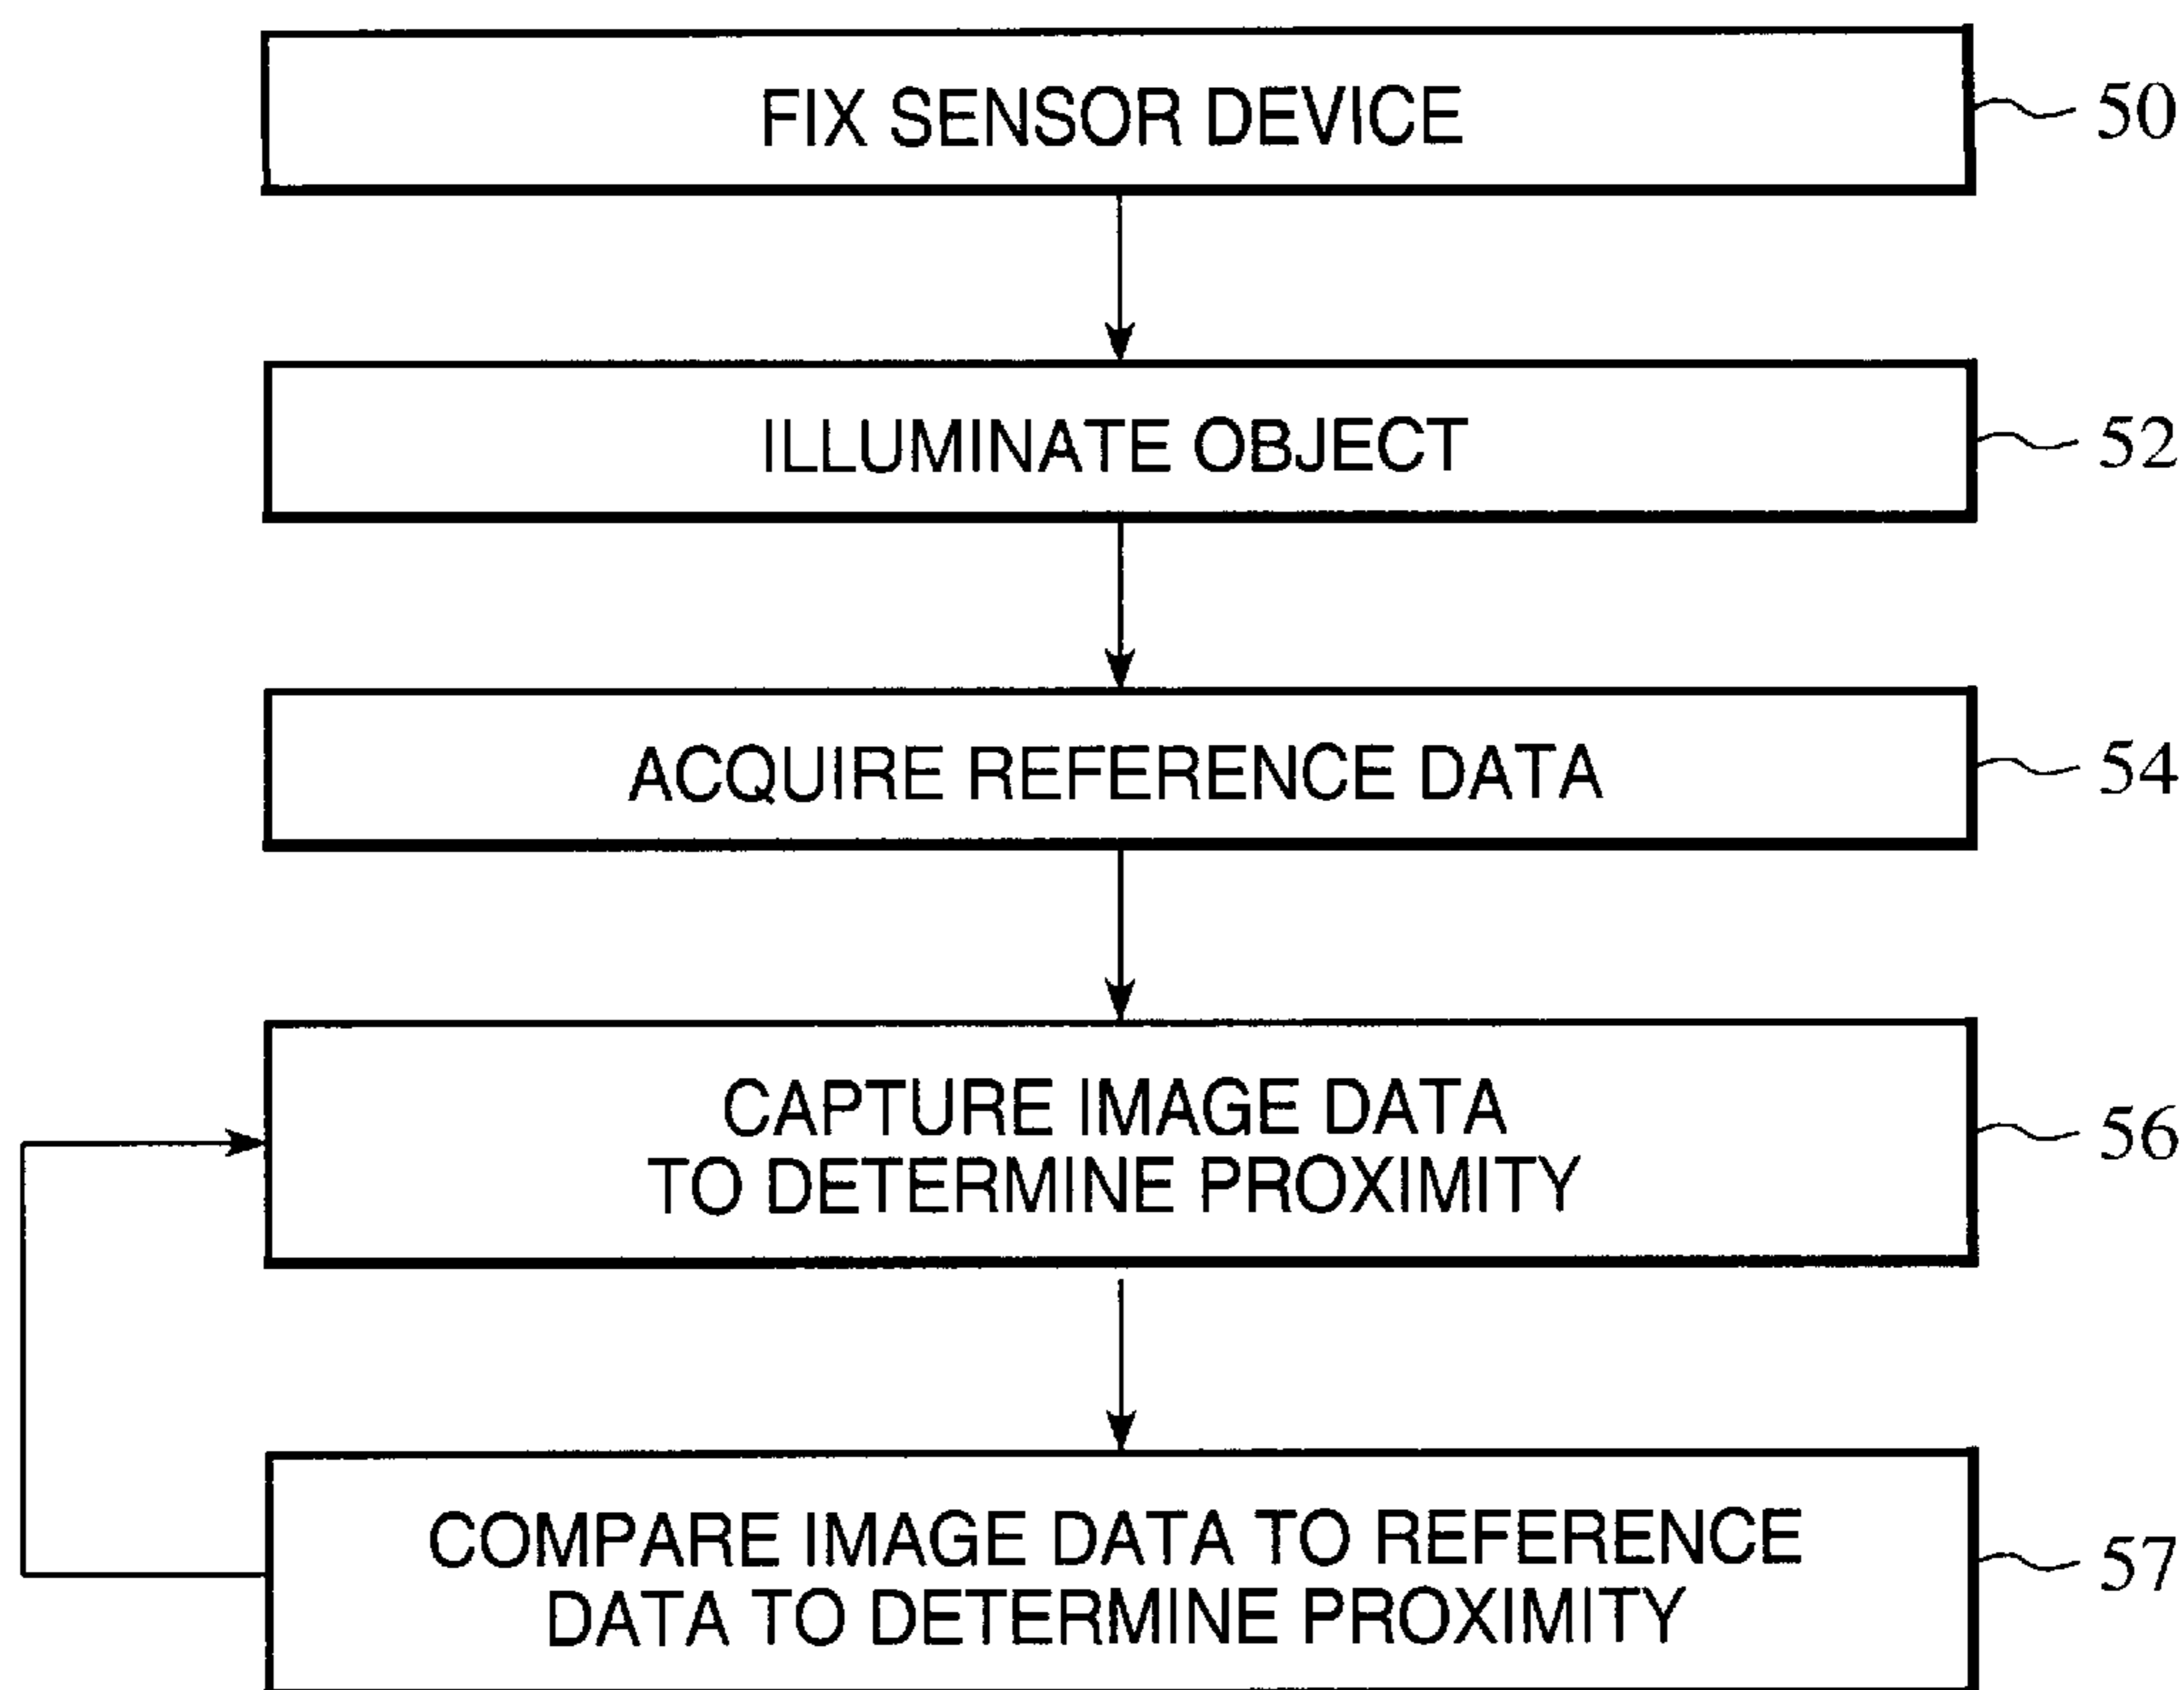 FIX SENSOR DEVICE
50
ILLUMINATE OBJECT
52
ACQUIRE REFERENCE DATA
54
CAPTURE IMAGE DATA
TO DETERMINE PROXIMITY
56
COMPARE IMAGE DATA TO REFERENCE
DATA TO DETERMINE PROXIMITY
57